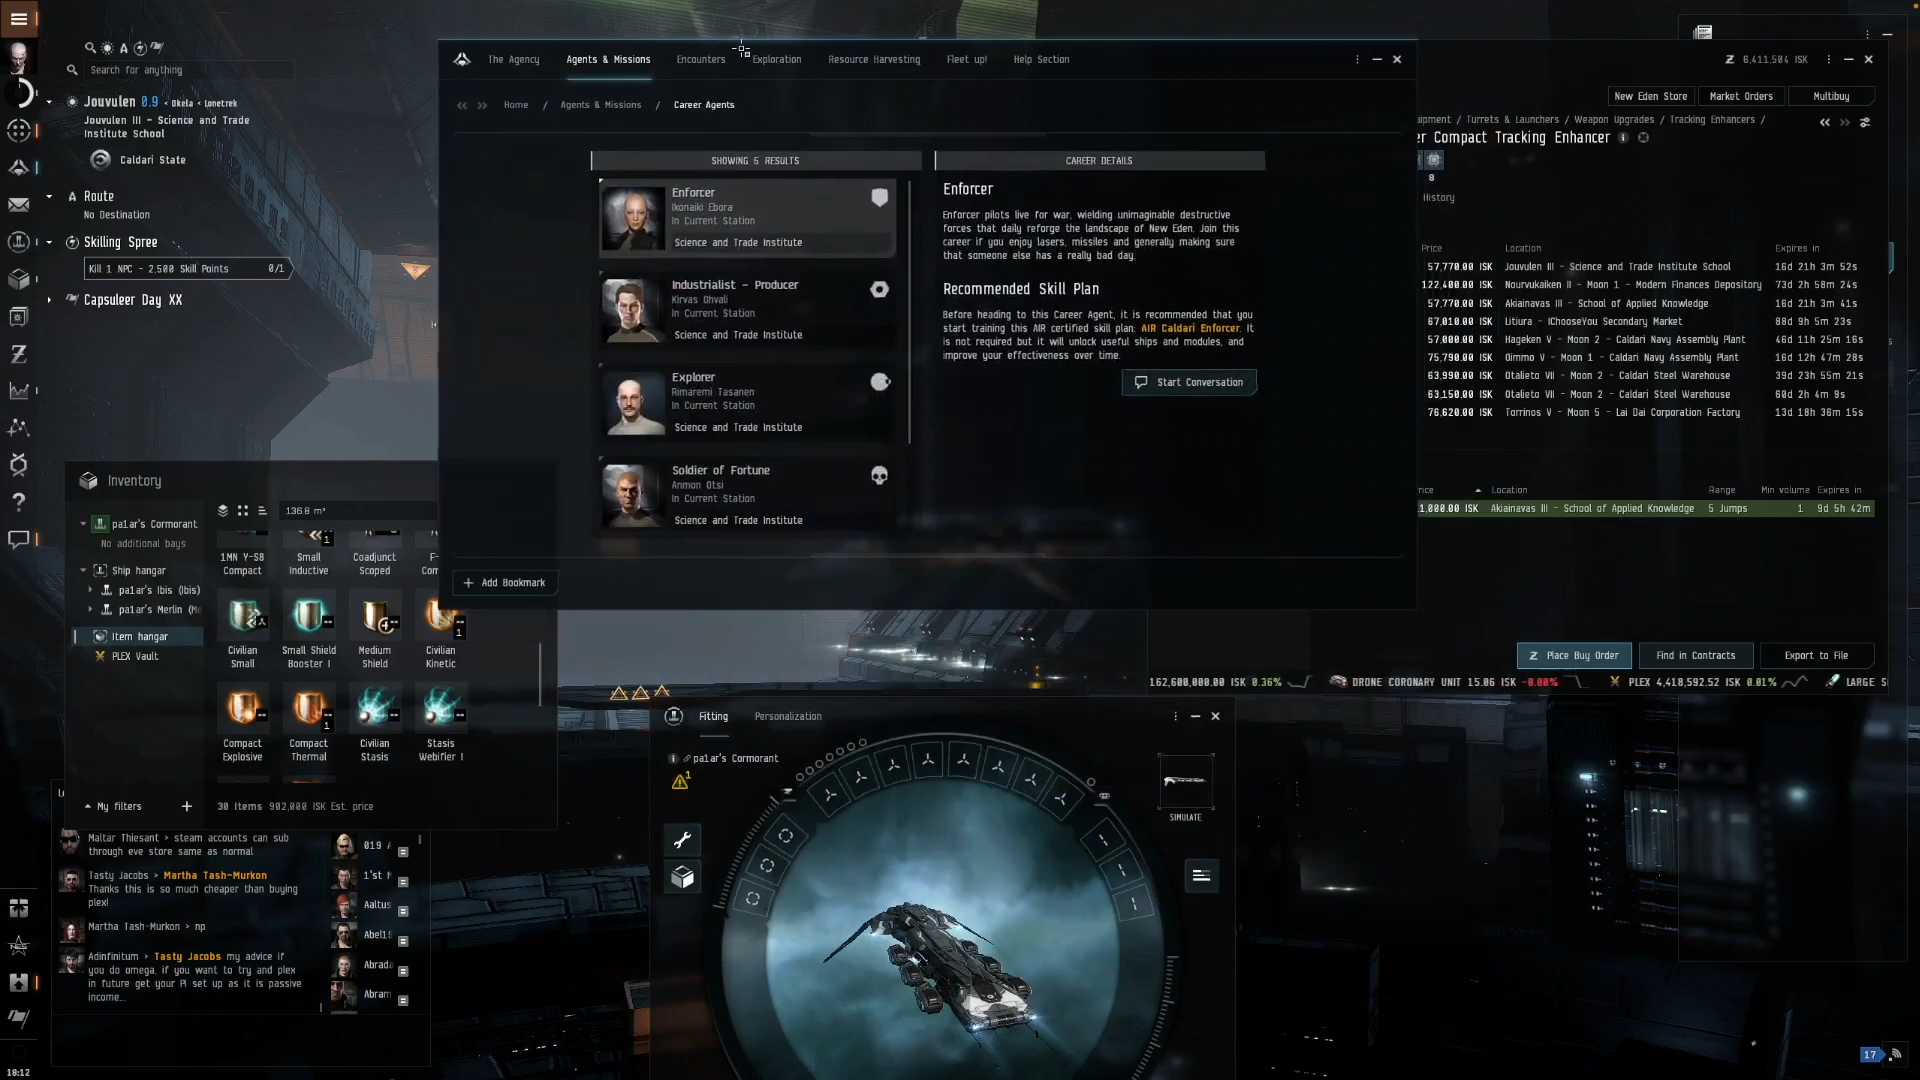 Search for anything
Jouvulen 0.9 < Okela < Lonetrek
Jouvulen III - Science and Trade
Institute School
Caldari State
Route
No Destination
Skilling Spree
Kill 1 NPC - 2,500 Skill Points 0/1
Capsuleer Day XX
The Agency
Agents & Missions
Encounters
Exploration
Resource Harvesting
Fleet up!
Help Section
Home / Agents & Missions / Career Agents
SHOWING 5 RESULTS
Enforcer
Ikonaiki Ebora
In Current Station
Science and Trade Institute
Industrialist - Producer
Kirvas Ohvali
In Current Station
Science and Trade Institute
Explorer
Rimaremi Tasanen
In Current Station
Science and Trade Institute
Soldier of Fortune
Anmon Otsi
In Current Station
Science and Trade Institute
CAREER DETAILS
Enforcer
Enforcer pilots live for war, wielding unimaginable destructive
forces that daily reforge the landscape of New Eden. Join this
career if you enjoy lasers, missiles and generally making sure
that someone else has a really bad day.
Recommended Skill Plan
Before heading to this Career Agent, it is recommended that you
start training this AIR certified skill plan: AIR Caldari Enforcer. It
is not required but it will unlock useful ships and modules, and
improve your effectiveness over time.
Start Conversation
Add Bookmark
6,411,504 ISK
New Eden Store
Market Orders
Multibuy
uipment / Turrets & Launchers / Weapon Upgrades / Tracking Enhancers /
er Compact Tracking Enhancer
8
History
Price Location Expires in
57,770.00 ISK Jouvulen III - Science and Trade Institute School 16d 21h 3m 52s
122,400.00 ISK Nourvukaiken II - Moon 1 - Modern Finances Depository 73d 2h 58m 24s
57,770.00 ISK Akiainavas III - School of Applied Knowledge 16d 21h 3m 41s
67,010.00 ISK Litiura - IChooseYou Secondary Market 88d 9h 5m 23s
57,000.00 ISK Hageken V - Moon 2 - Caldari Navy Assembly Plant 46d 11h 25m 16s
75,790.00 ISK Oimmo V - Moon 1 - Caldari Navy Assembly Plant 16d 12h 47m 28s
63,990.00 ISK Otalieto VII - Moon 2 - Caldari Steel Warehouse 39d 23h 55m 21s
63,150.00 ISK Otalieto VII - Moon 2 - Caldari Steel Warehouse 60d 2h 4m 9s
76,620.00 ISK Torrinos V - Moon 5 - Lai Dai Corporation Factory 13d 18h 36m 15s
rice Location Range Min volume Expires in
1,000.00 ISK Akiainavas III - School of Applied Knowledge 5 Jumps 1 9d 5h 42m
Place Buy Order
Find in Contracts
Export to File
162,600,000.00 ISK 0.36% DRONE CORONARY UNIT 15.06 ISK -0.00% PLEX 4,418,592.52 ISK 0.01% LARGE S
Inventory
pa1ar's Cormorant
No additional bays
Ship hangar
pa1ar's Ibis (Ibis)
pa1ar's Merlin (Me
Item hangar
PLEX Vault
136.8 m³
1MN Y-S8
Compact
1
Small
Inductive
Coadjunct
Scoped
F-
Com
Civilian
Small
Small Shield
Booster I
Medium
Shield
1
Civilian
Kinetic
Compact
Explosive
1
Compact
Thermal
Civilian
Stasis
Stasis
Webifier I
My filters
30 Items 902,000 ISK Est. price
Maltar Thiesant > steam accounts can sub
through eve store same as normal
Tasty Jacobs > Martha Tash-Murkon
Thanks this is so much cheaper than buying
plex!
Martha Tash-Murkon > np
Adinfinitum > Tasty Jacobs my advice if
you do omega, if you want to try and plex
in future get your PI set up as it is passive
income...
019
1'st
Aaltus
Abel19
Abrada
Abram
Fitting
Personalization
pa1ar's Cormorant
1
SIMULATE
NES
18:12
17